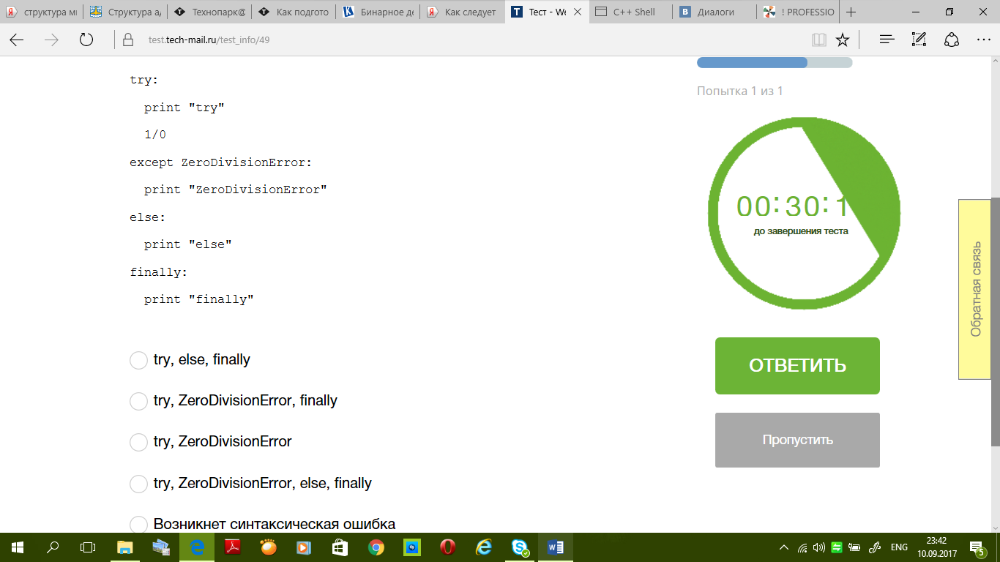 структура ми
Структура ад
Технопарк@
Как подгото
Бинарное де
Как следует
Тест - We
C++ Shell
Диалоги
! PROFESSIO
test.tech-mail.ru/test_info/49
try:
print "try"
1/0
except ZeroDivisionError:
print "ZeroDivisionError"
else:
print "else"
finally:
print "finally"
try, else, finally
try, ZeroDivisionError, finally
try, ZeroDivisionError
try, ZeroDivisionError, else, finally
Возникнет синтаксическая ошибка
Попытка 1 из 1
00:30:1
до завершения теста
ОТВЕТИТЬ
Пропустить
Обратная связь
ENG
23:42
10.09.2017
5